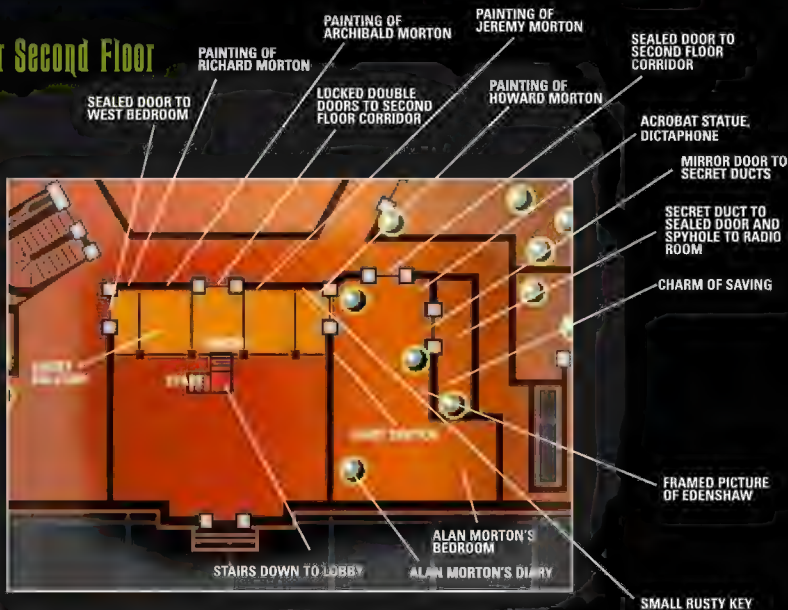 r Second Floor
PAINTING OF
JEREMY MORTON
PAINTING OF
ARCHIBALD MORTON
PAINTING OF
RICHARD MORTON
SEALED DOOR TO
SECOND FLOOR
CORRIDOR
PAINTING OF
HOWARD MORTON
LOCKED DOUBLE
DOORS TO SECOND
FLOOR CORRIDOR
SEALED DOOR TO
WEST BEDROOM
ACROBAT STATUE,
DICTAPHONE
MIRROR DOOR TO
SECRET DUCTS
SECRET DUCT TO
SEALED DOOR AND
SPYHOLE TO RADIO
ROOM
CHARM OF SAVING
START
FRAMED PICTURE
OF EDENSHAW
ALAN MORTON'S
BEDROOM
STAIRS DOWN TO LOBBY
ALAN MORTON'S DIARY
SMALL RUSTY KEY